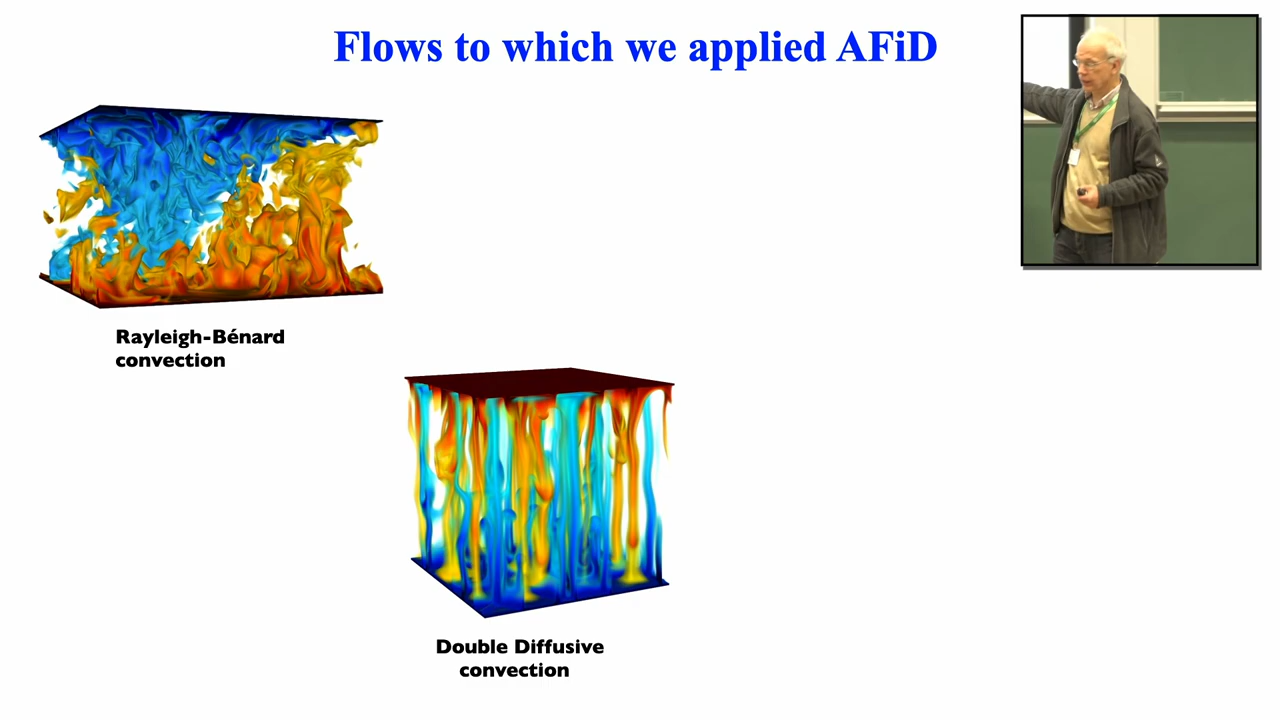 Flows to which we applied AFiD
Rayleigh-Bénard
convection
Double Diffusive
convection